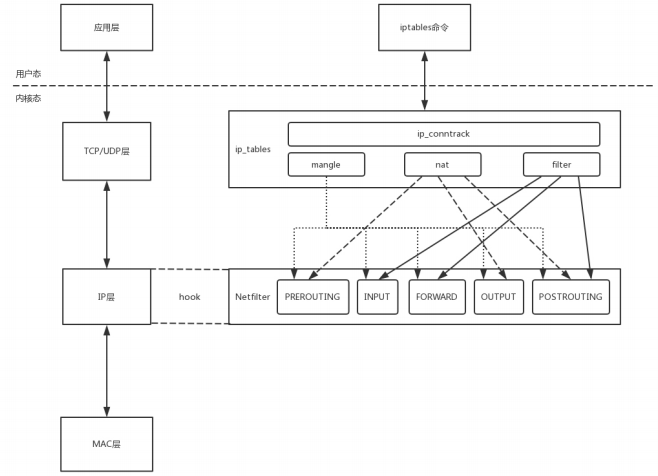 应用层
iptables命令
用户态
内核态
TCP/UDP层
ip_tables
ip_conntrack
mangle
nat
filter
IP层
hook
Netfilter
PREROUTING
INPUT
FORWARD
OUTPUT
POSTROUTING
MAC层